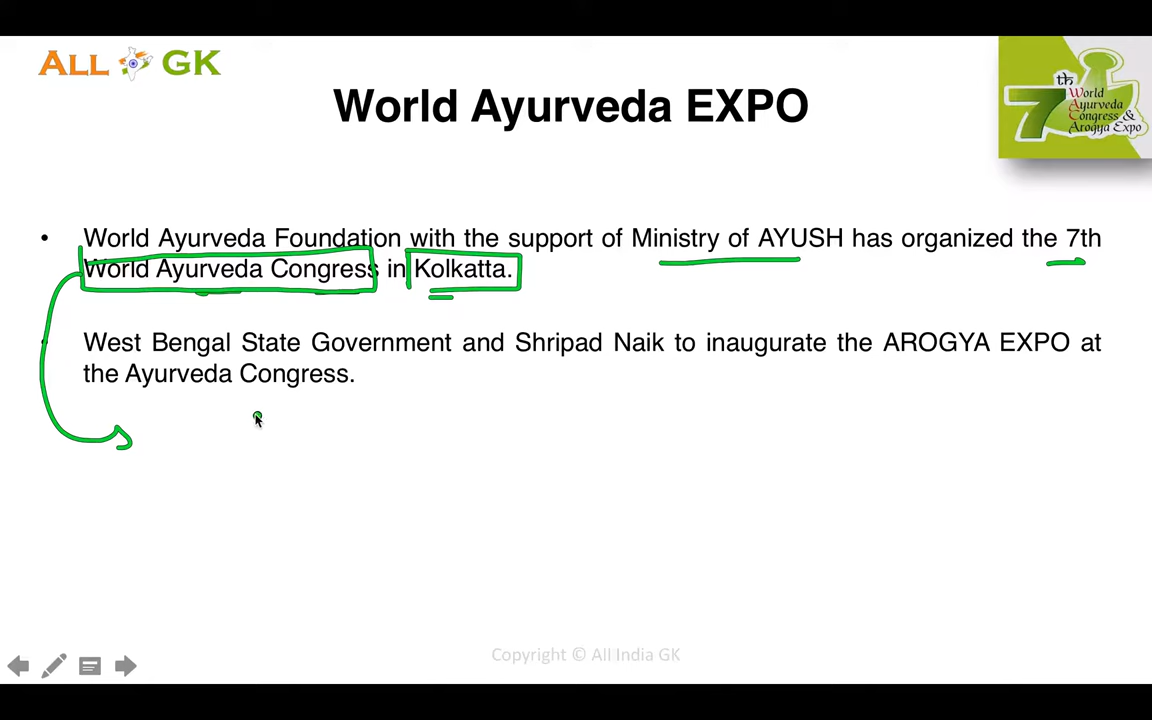 ALL GK
World Ayurveda EXPO
7th World
Ayurveda
Congress &
Arogya Expo
• World Ayurveda Foundation with the support of Ministry of AYUSH has organized the 7th
World Ayurveda Congress in Kolkatta.
• West Bengal State Government and Shripad Naik to inaugurate the AROGYA EXPO at
the Ayurveda Congress.
Copyright © All India GK